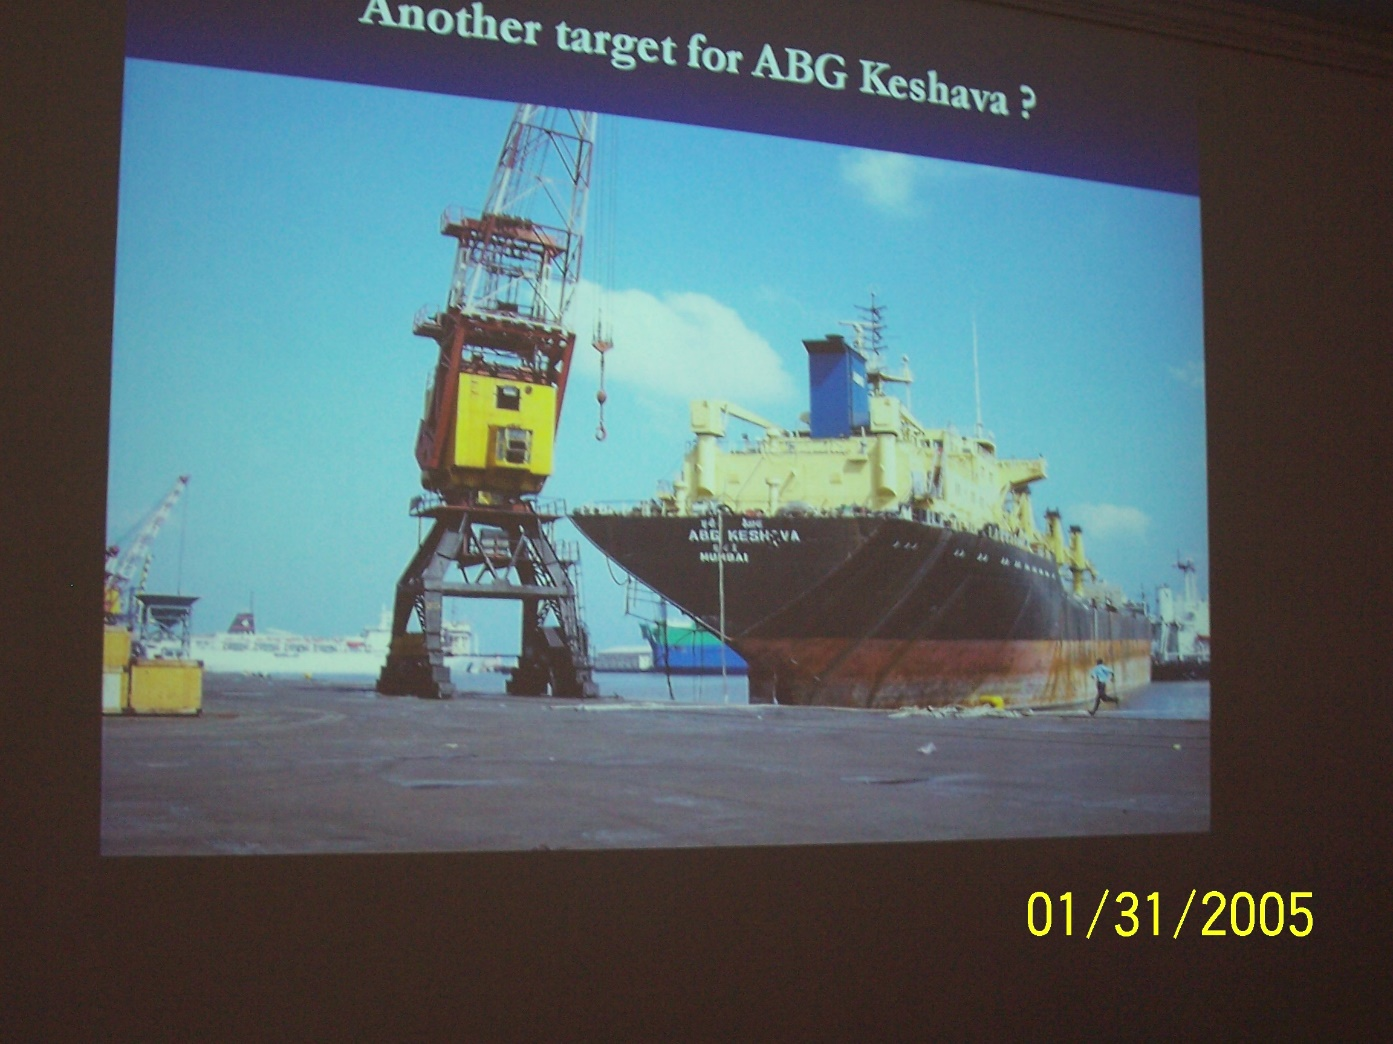 Another target for ABG Keshava ?
ABG KESHAVA
MUMBAI
01/31/2005